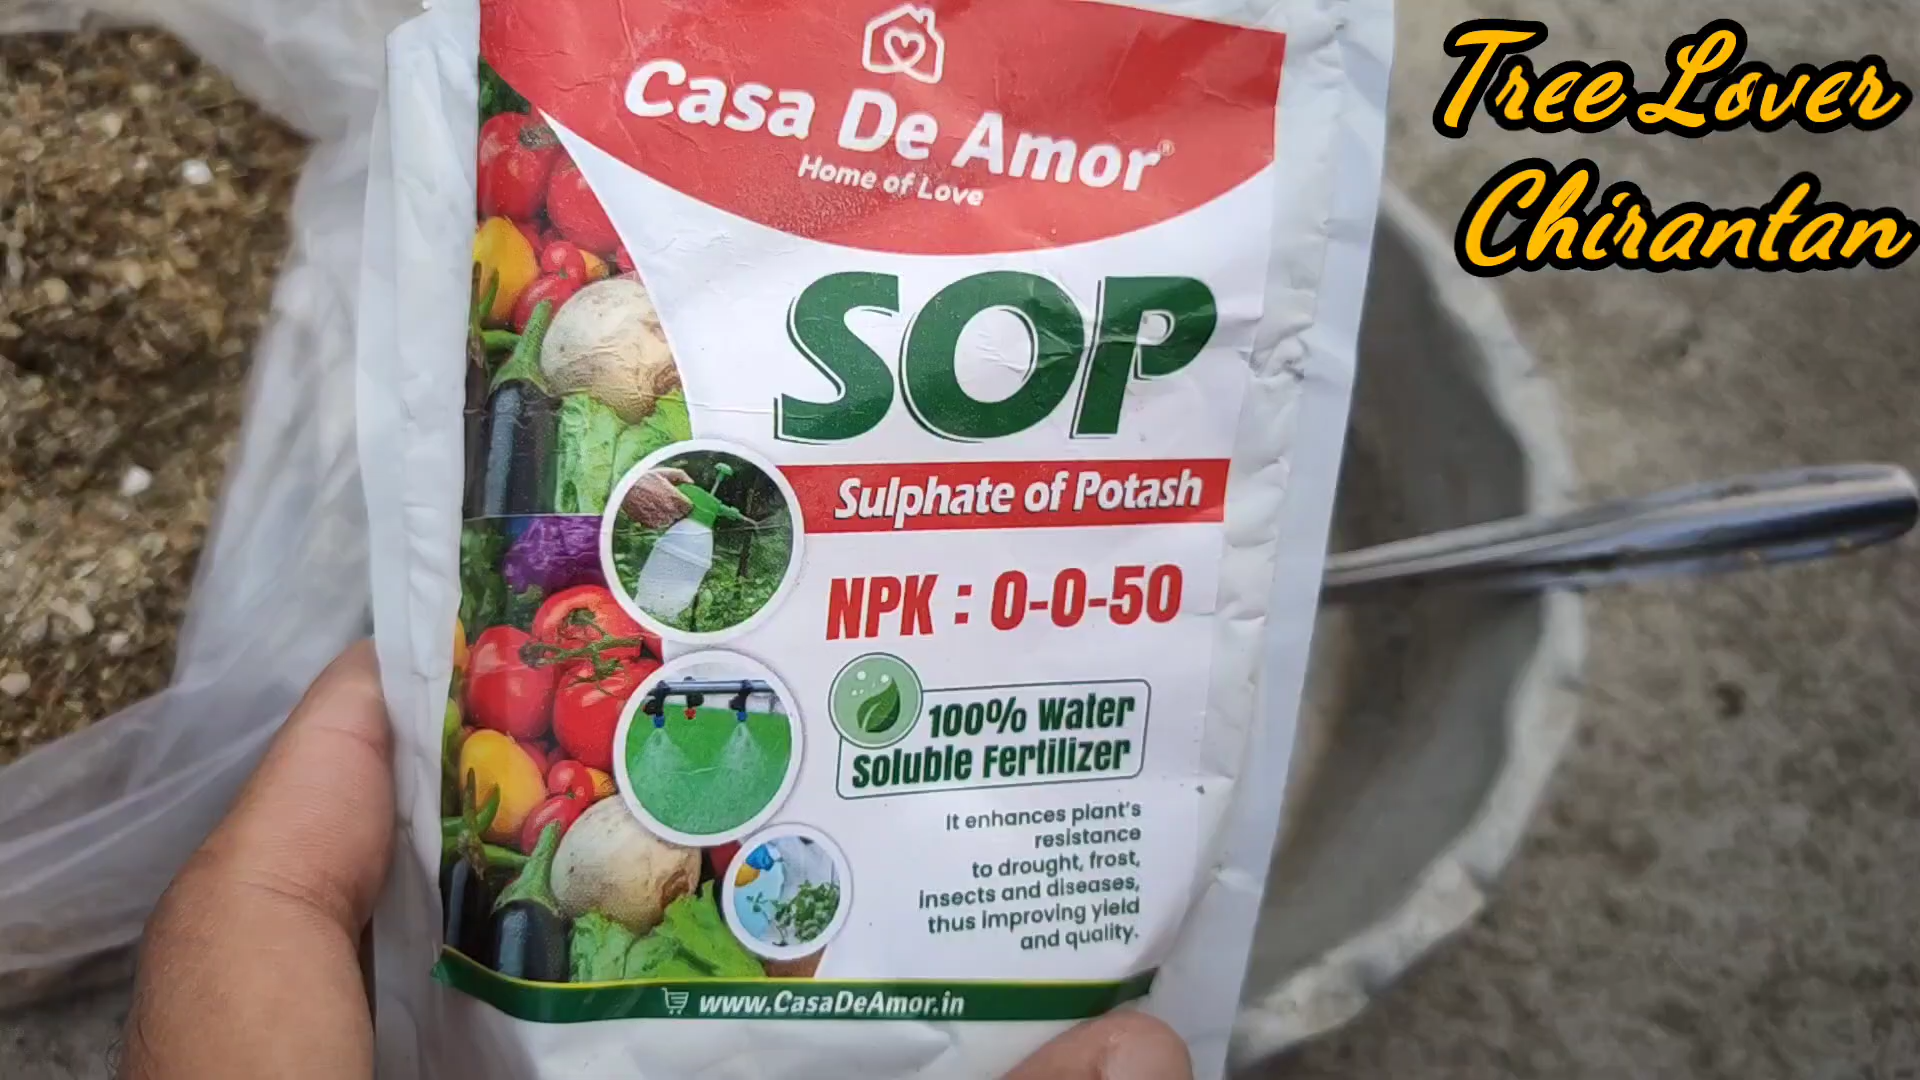 Tree Lover
Chirantan
Casa De Amor®
Home of Love
SOP
Sulphate of Potash
NPK : 0-0-50
100% Water
Soluble Fertilizer
It enhances plant's
resistance
to drought, frost,
insects and diseases,
thus improving yield
and quality.
www.CasaDeAmor.in